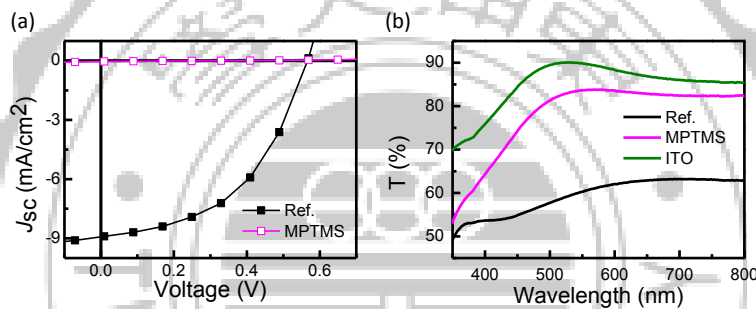 (a)
(b)
Jsc (mA/cm²)
0
-3
-6
-9
0.0
0.2
0.4
0.6
Voltage (V)
Ref.
MPTMS
T (%)
90
80
70
60
50
400
500
600
700
800
Wavelength (nm)
Ref.
MPTMS
ITO